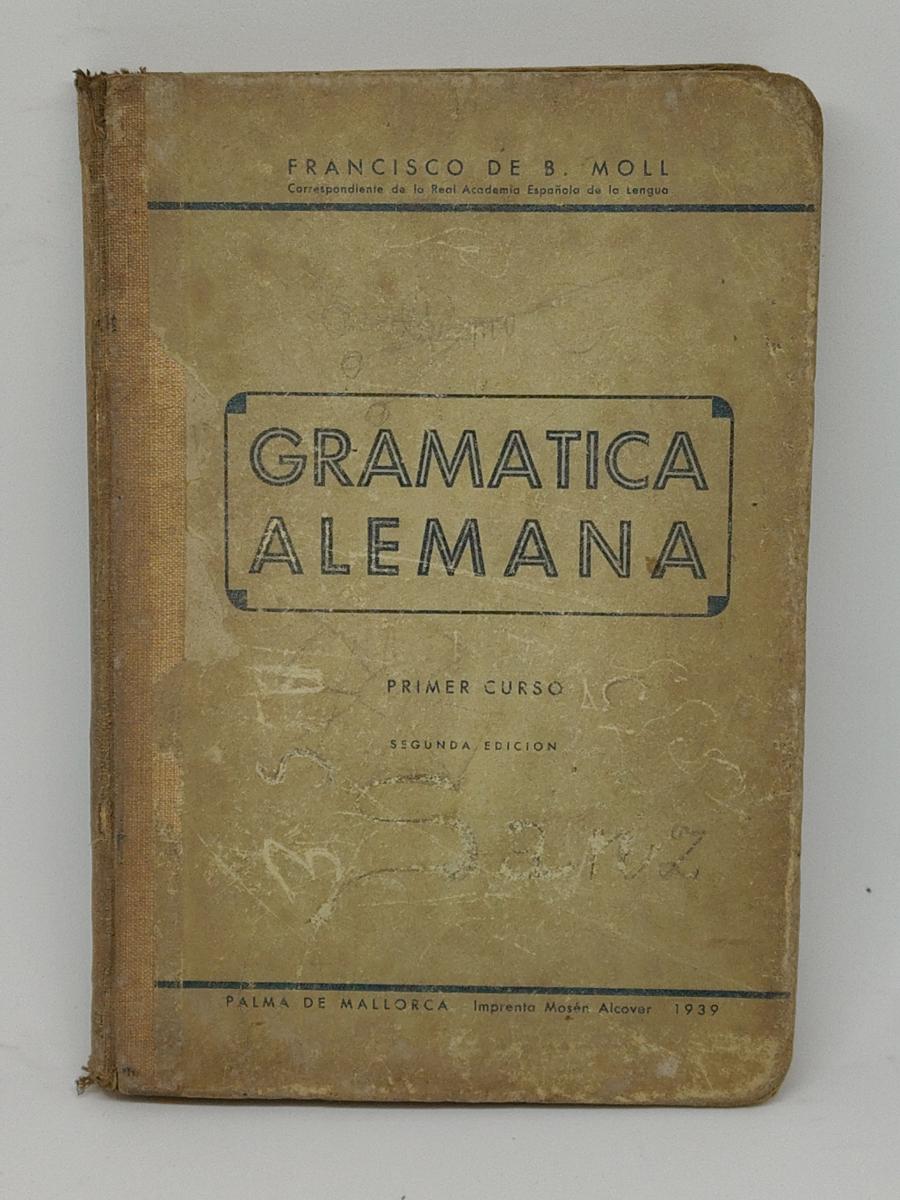 FRANCISCO DE B. MOLL
Correspondiente de la Real Academia Española de la Lengua
GRAMATICA
ALEMANA
PRIMER CURSO
SEGUNDA EDICION
PALMA DE MALLORCA Imprenta Mosén Alcover 1939